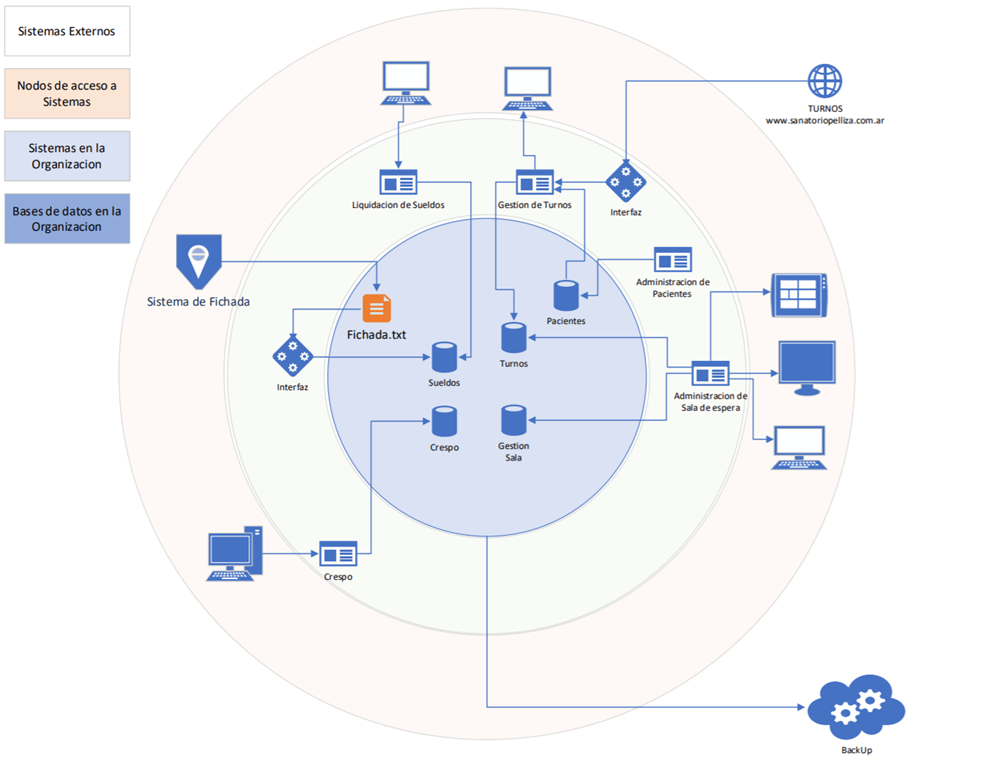 Sistemas Externos
Nodos de acceso a
Sistemas
Sistemas en la
Organizacion
Bases de datos en la
Organizacion
TURNOS
www.sanatoriopelliza.com.ar
Liquidacion de Sueldos
Gestion de Turnos
Interfaz
Administracion de
Pacientes
Sistema de Fichada
Pacientes
Fichada.txt
Turnos
Interfaz
Sueldos
Administracion de
Sala de espera
Crespo
Gestion
Sala
Crespo
BackUp